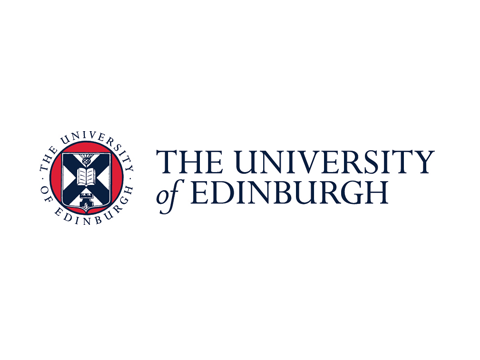 · THE UNIVERSITY ·
OF EDINBURGH
THE UNIVERSITY
of EDINBURGH